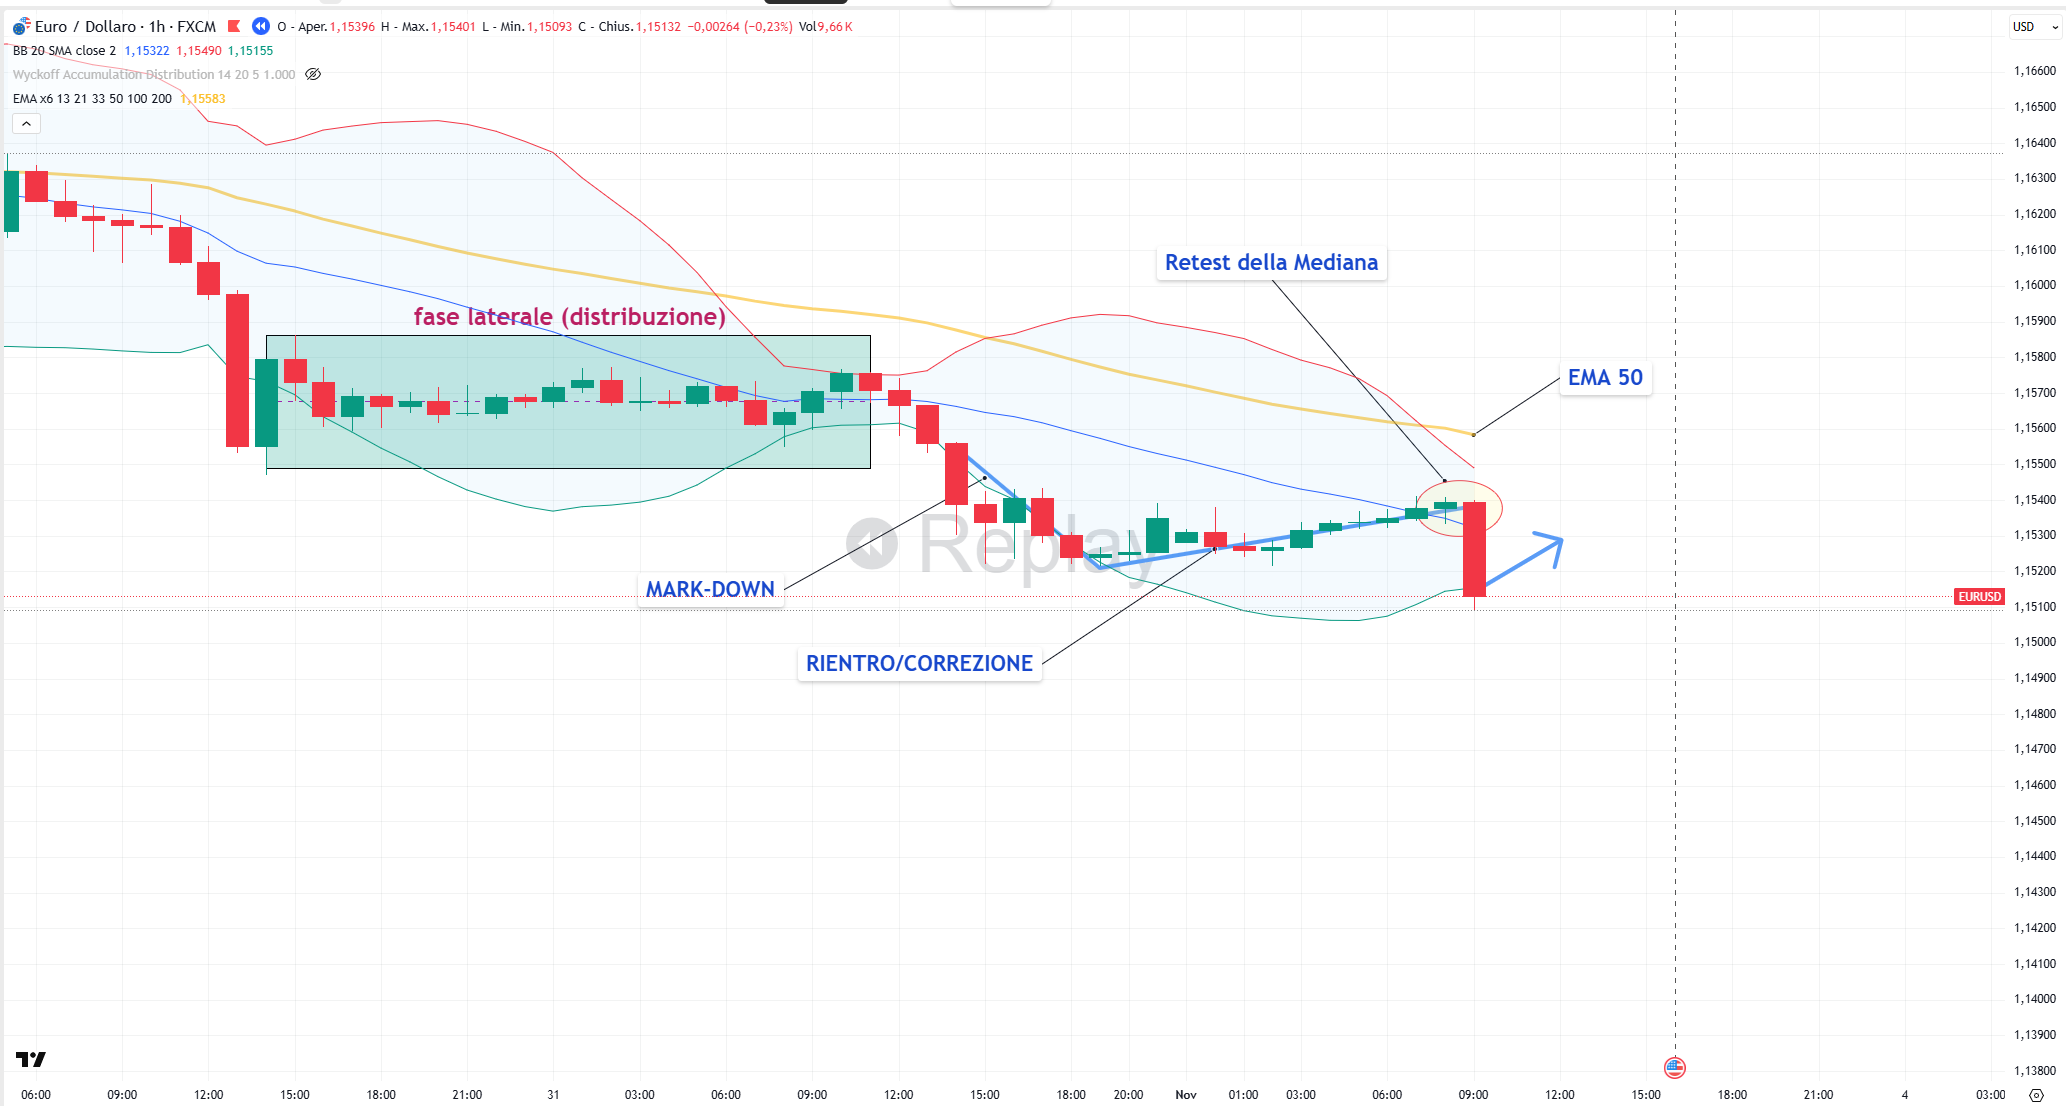 Euro / Dollaro · 1h · FXCM O - Aper.1,15396 H - Max.1,15401 L - Min.1,15093 C - Chius.1,15132 −0,00264 (−0,23%) Vol9,66 K
USD
BB 20 SMA close 2 1,15322 1,15490 1,15155
Wyckoff Accumulation Distribution 14 20 5 1.000
EMA x6 13 21 33 50 100 200 1,15583
1,16600
1,16500
1,16400
1,16300
1,16200
1,16100
1,16000
1,15900
1,15800
1,15700
1,15600
1,15500
1,15400
1,15300
1,15200
1,15100
1,15000
1,14900
1,14800
1,14700
1,14600
1,14500
1,14400
1,14300
1,14200
1,14100
1,14000
1,13900
1,13800
Retest della Mediana
fase laterale (distribuzione)
EMA 50
Replay
MARK-DOWN
EURUSD
RIENTRO/CORREZIONE
06:00 09:00 12:00 15:00 18:00 21:00 31 03:00 06:00 09:00 12:00 15:00 18:00 20:00 Nov 01:00 03:00 06:00 09:00 12:00 15:00 18:00 21:00 4 03:00